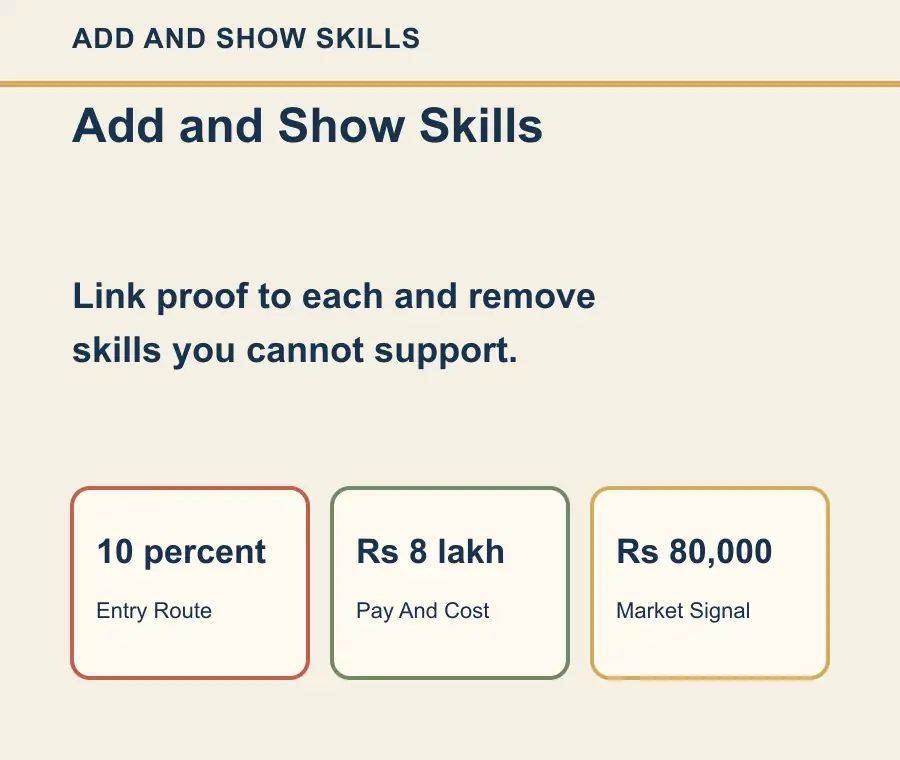 ADD AND SHOW SKILLS
Add and Show Skills
Link proof to each and remove
skills you cannot support.
10 percent
Entry Route
Rs 8 lakh
Pay And Cost
Rs 80,000
Market Signal